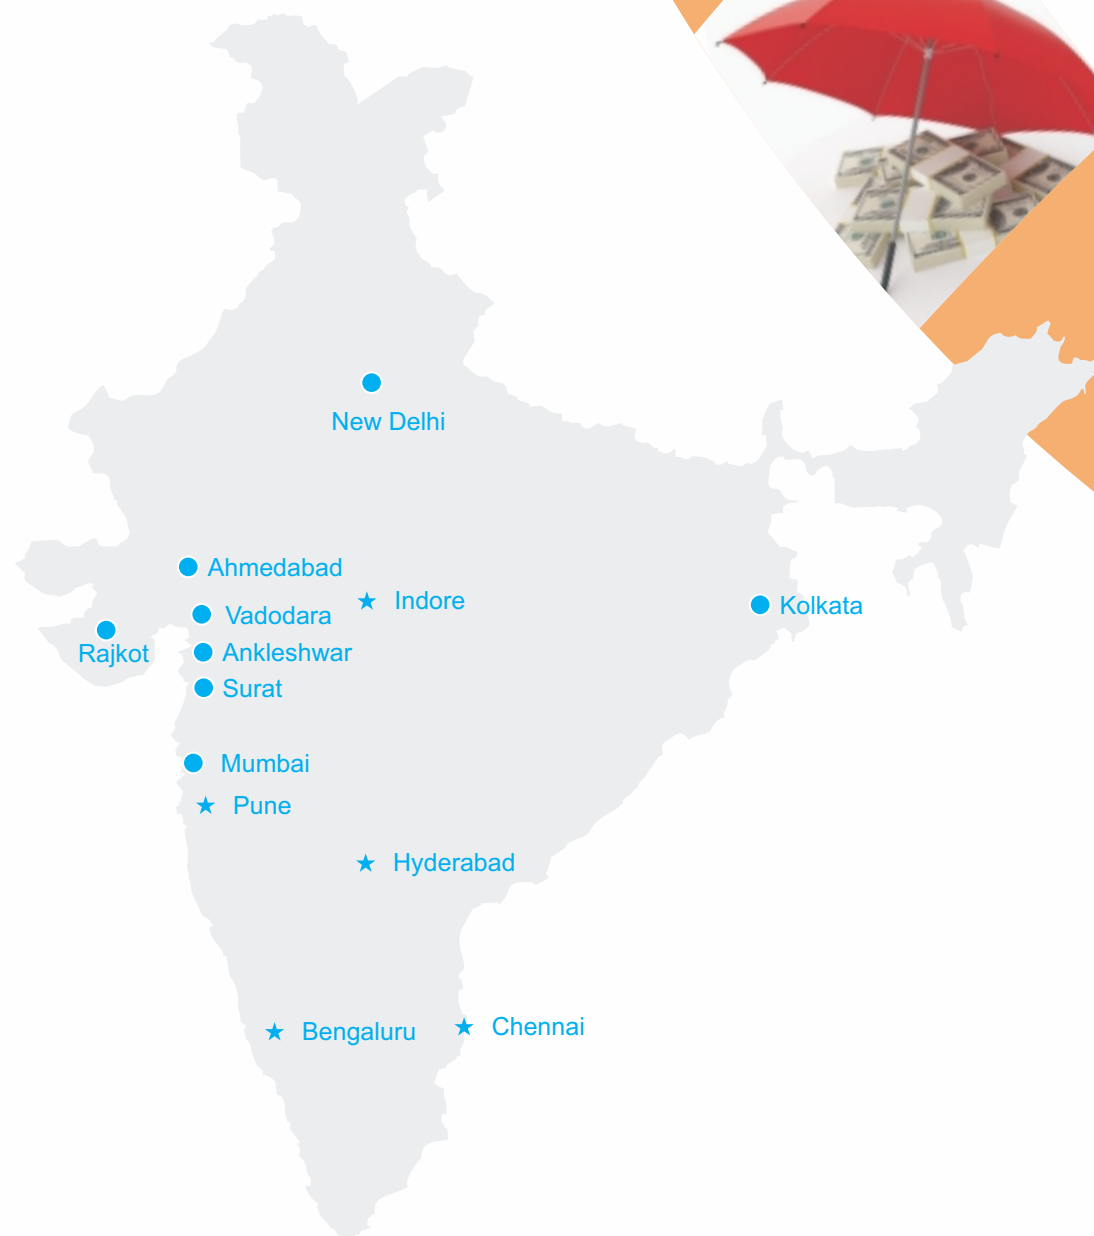 New Delhi
Ahmedabad
Indore
Kolkata
Vadodara
Rajkot
Ankleshwar
Surat
Mumbai
Pune
Hyderabad
Bengaluru
Chennai